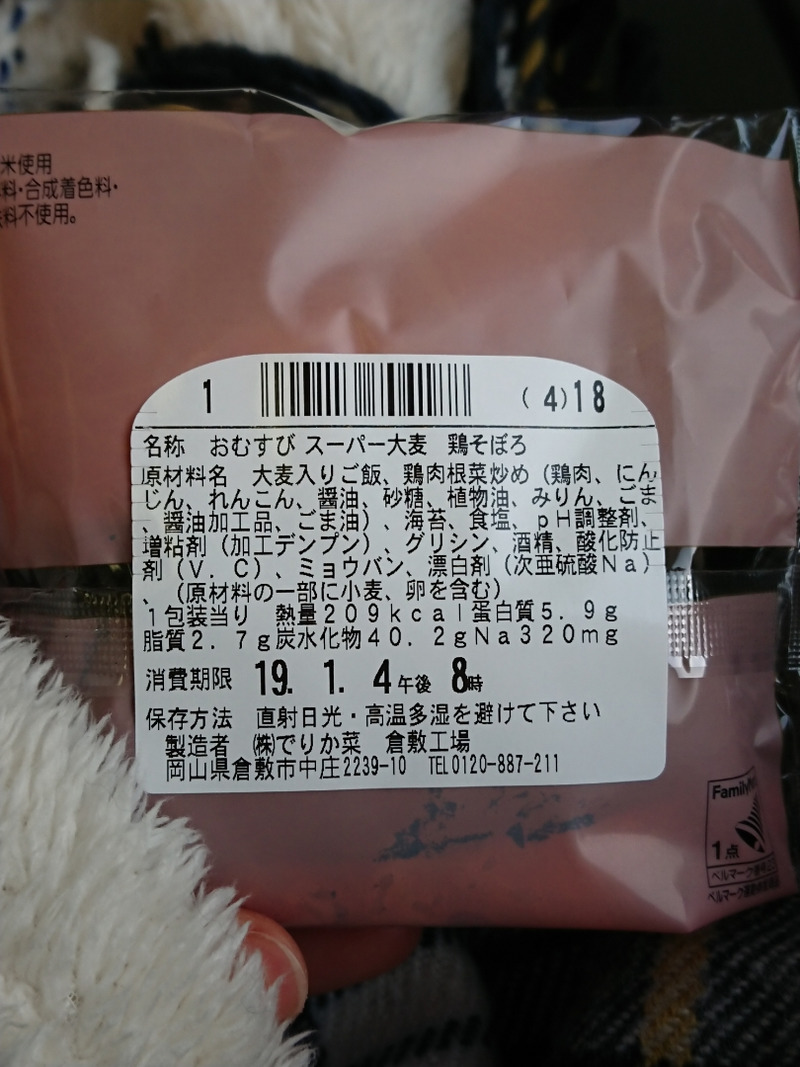 米使用
料・合成着色料・
料不使用。
1 (4)18
名称 おむすび スーパー大麦 鶏そぼろ
原材料名 大麦入りご飯、鶏肉根菜炒め(鶏肉、にん
じん、れんこん、醤油、砂糖、植物油、みりん、ごま
、醤油加工品、ごま油)、海苔、食塩、pH調整剤、
増粘剤(加工デンプン)、グリシン、酒精、酸化防止
剤(V.C)、ミョウバン、漂白剤(次亜硫酸Na)
、(原材料の一部に小麦、卵を含む)
1包装当り 熱量209kcal蛋白質5.9g
脂質2.7g炭水化物40.2gNa320mg
消費期限 19. 1. 4午後 8時
保存方法 直射日光・高温多湿を避けて下さい
製造者 ㈱でりか菜 倉敷工場
岡山県倉敷市中庄2239-10 TEL0120-887-211
Family
1点
ベルマーク
ベルマーク